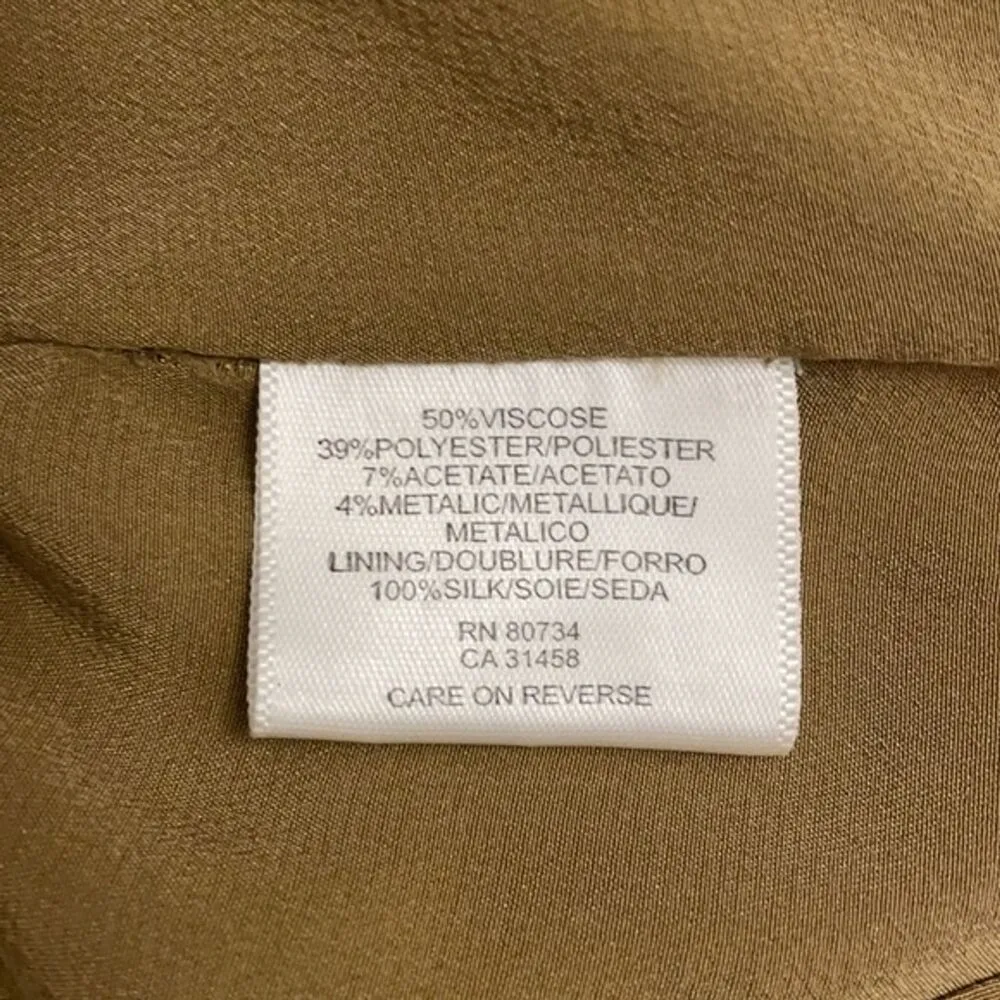 50%VISCOSE
39%POLYESTER/POLIESTER
7%ACETATE/ACETATO
4%METALIC/METALLIQUE/
METALICO
LINING/DOUBLURE/FORRO
100%SILK/SOIE/SEDA
RN 80734
CA 31458
CARE ON REVERSE